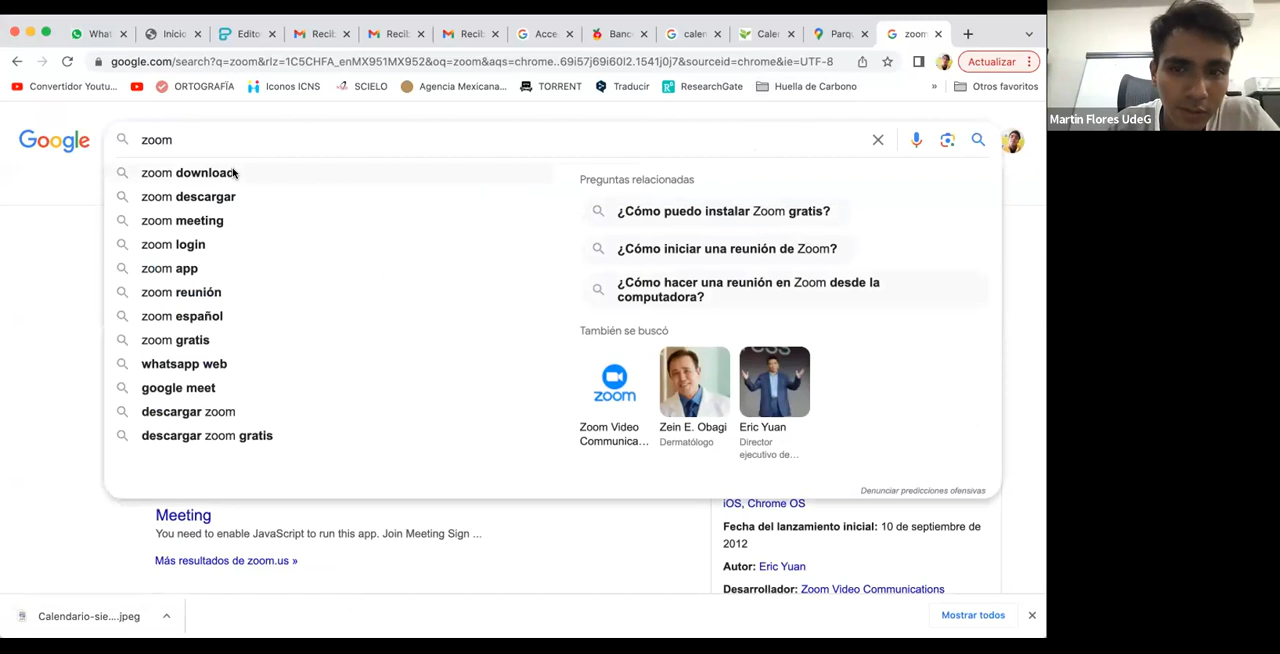 What
Inicio
Edito
Recib
Recib
Recib
Acce
Banc
calen
Caler
Parqu
zoom
google.com/search?q=zoom&rlz=1C5CHFA_enMX951MX952&oq=zoom&aqs=chrome..69i57j69i60l2.1541j0j7&sourceid=chrome&ie=UTF-8
Actualizar
Convertidor Youtu...
ORTOGRAFÍA
Iconos ICNS
SCIELO
Agencia Mexicana...
TORRENT
Traducir
ResearchGate
Huella de Carbono
»
Otros favoritos
Martin Flores UdeG
Google
zoom
zoom download
zoom descargar
zoom meeting
zoom login
zoom app
zoom reunión
zoom español
zoom gratis
whatsapp web
google meet
descargar zoom
descargar zoom gratis
Preguntas relacionadas
¿Cómo puedo instalar Zoom gratis?
¿Cómo iniciar una reunión de Zoom?
¿Cómo hacer una reunión en Zoom desde la
computadora?
También se buscó
zoom
Zoom Video
Communica...
Zein E. Obagi
Dermatólogo
Eric Yuan
Director
ejecutivo de...
Denunciar predicciones ofensivas
Meeting
You need to enable JavaScript to run this app. Join Meeting Sign ...
Más resultados de zoom.us »
iOS, Chrome OS
Fecha del lanzamiento inicial: 10 de septiembre de
2012
Autor: Eric Yuan
Desarrollador: Zoom Video Communications
Calendario-sie....jpeg
Mostrar todos